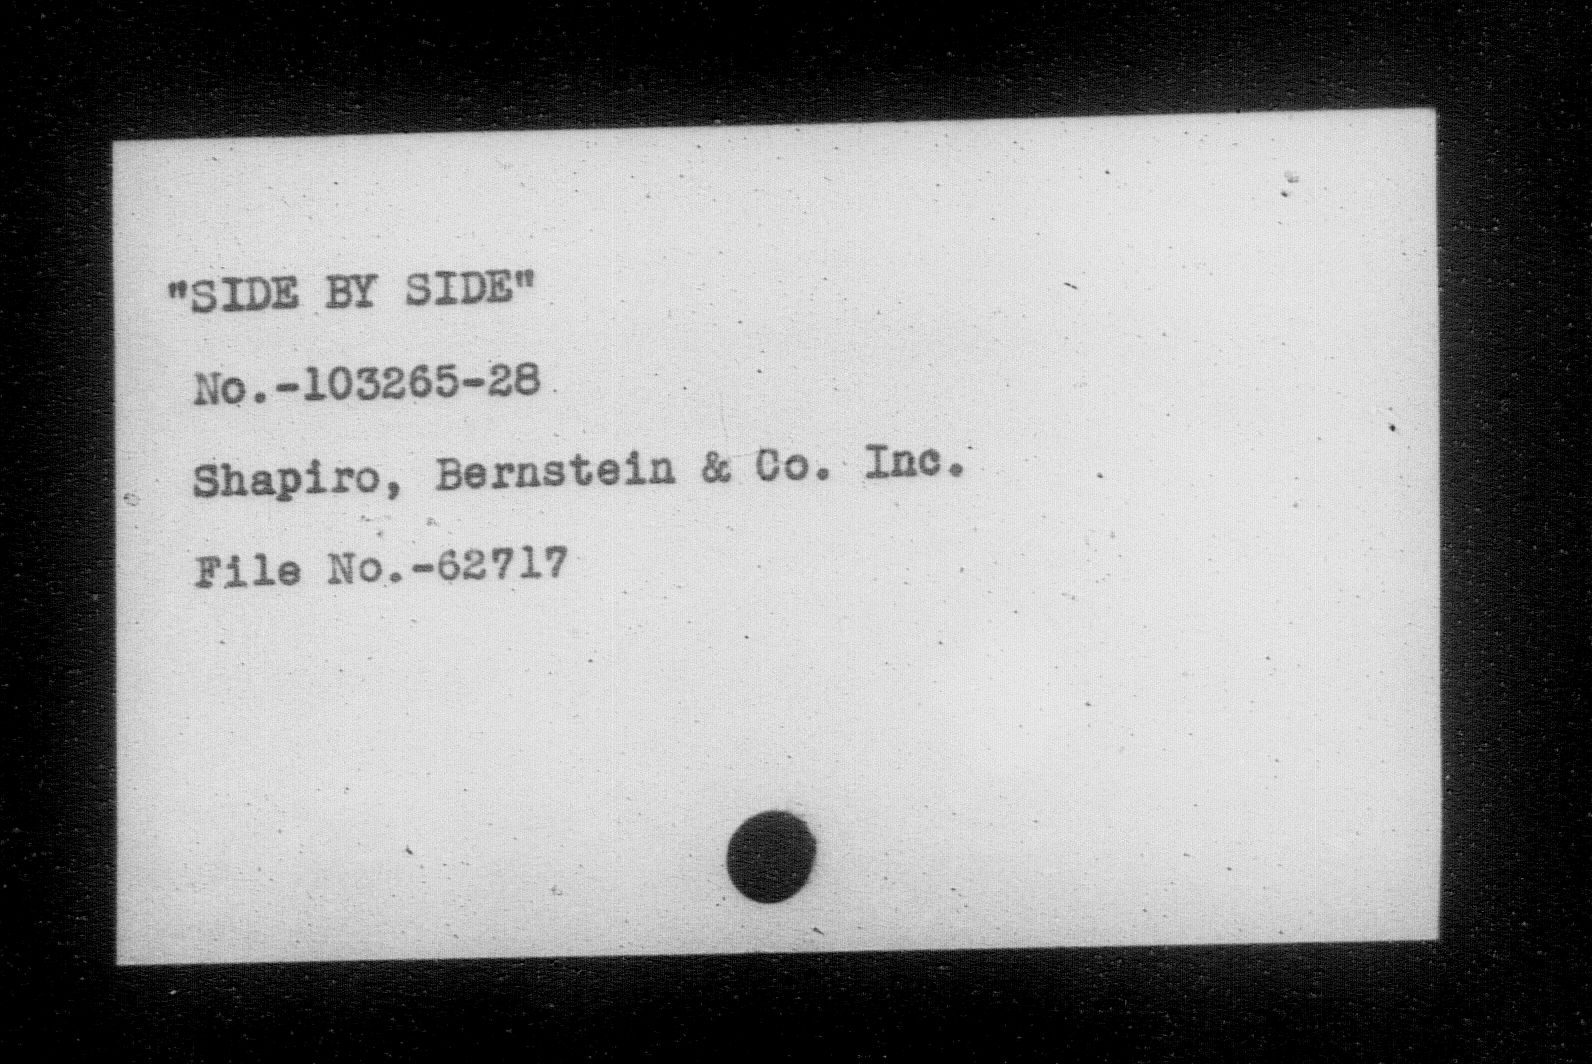 "SIDE BY SIDE"
No.-103265-28
Shapiro, Bernstein & Co. Inc.
File No.-62717